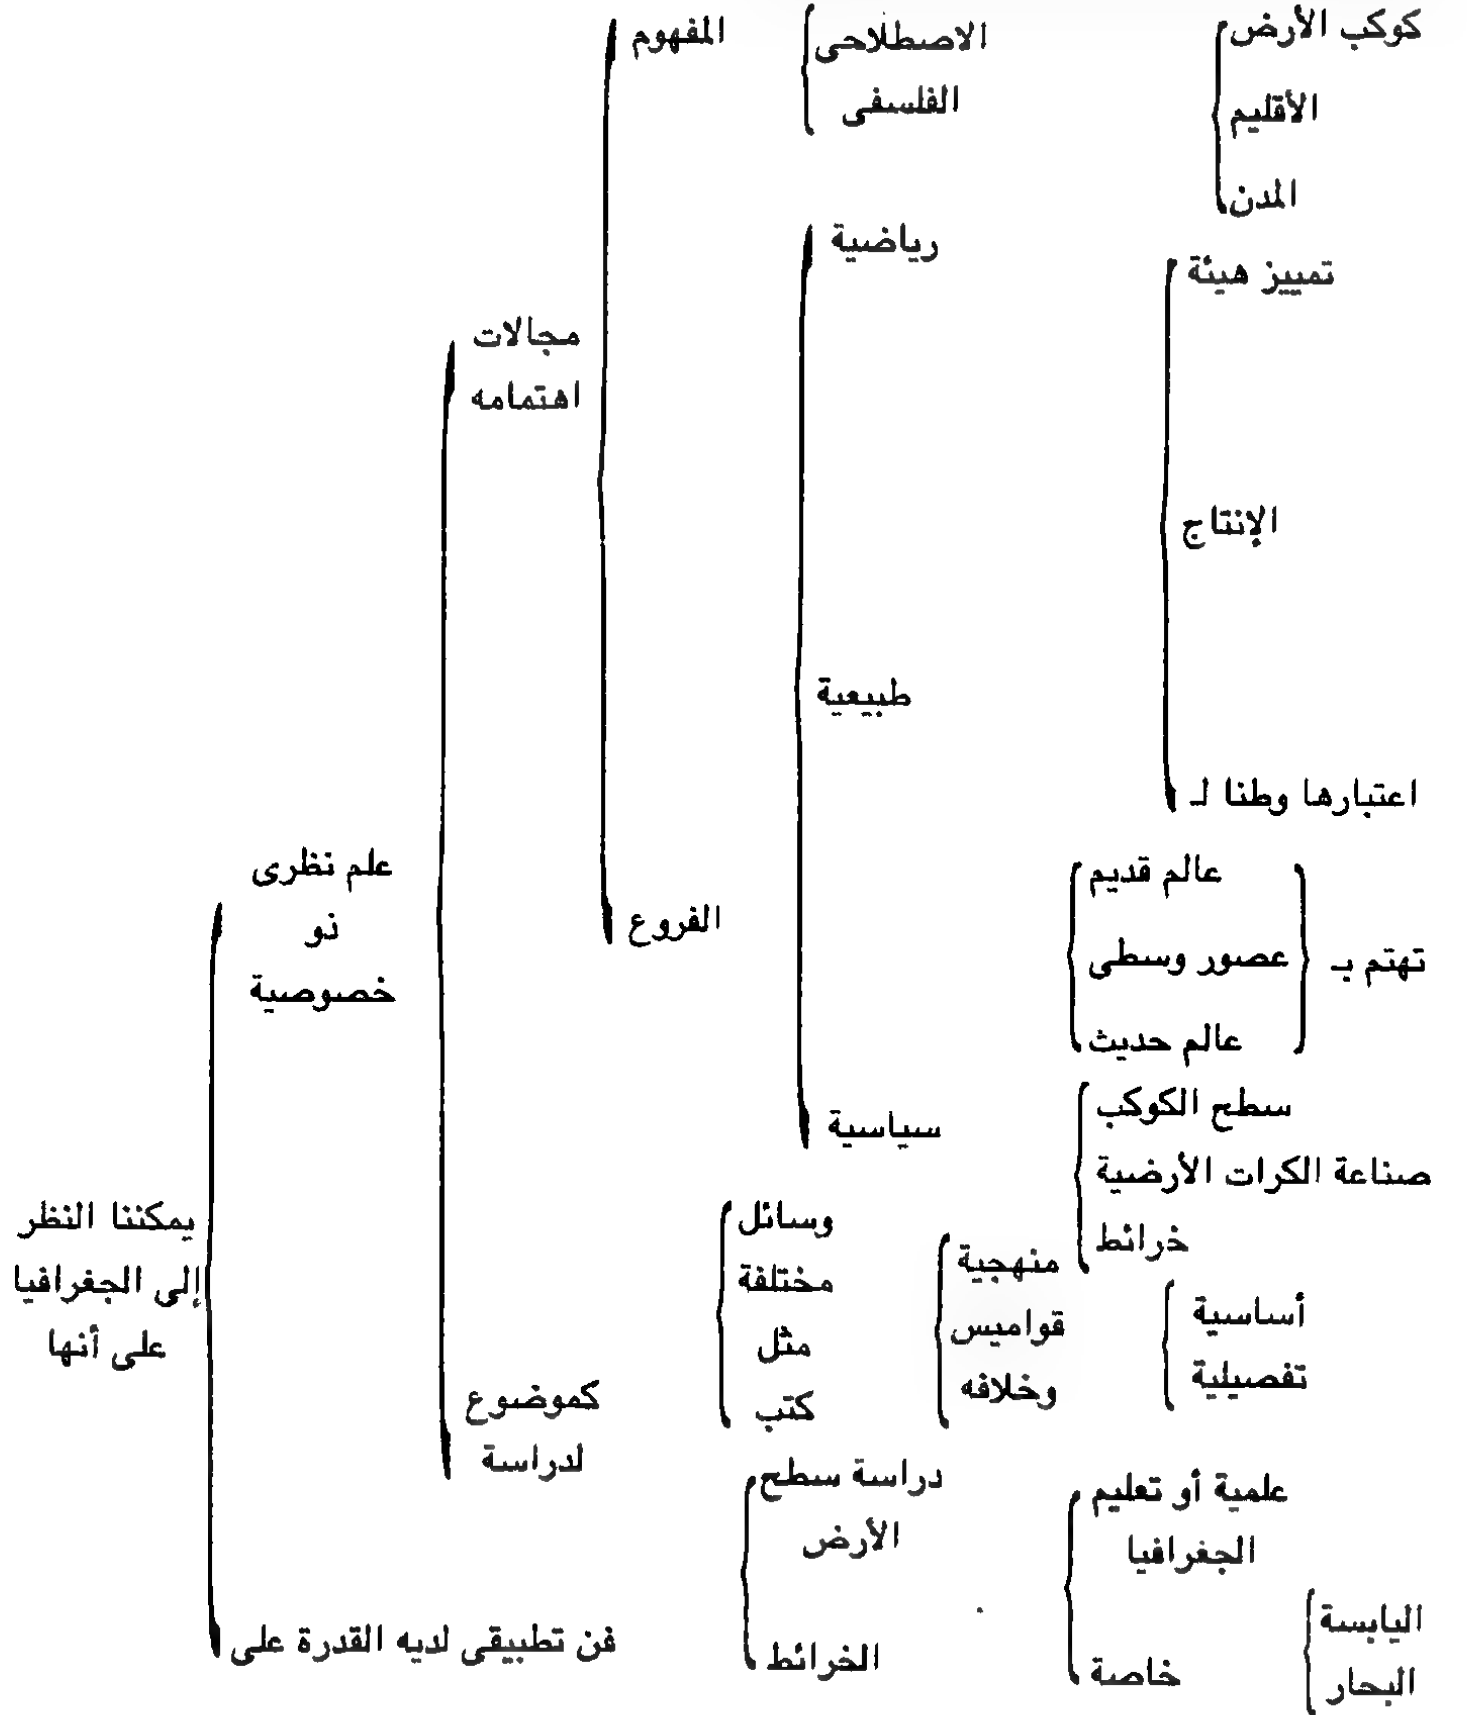 يمكننا النظر
إلى الجغرافيا
على أنها
علم نظرى
ذو
خصوصية
مجالات
اهتمامه
المفهوم
الاصطلاحى
الفلسفى
كوكب الأرض
الأقليم
المدن
الفروع
رياضية
طبيعية
سياسية
تمييز هيئة
الإنتاج
اعتبارها وطنا لـ
عالم قديم
عصور وسطى
عالم حديث
تهتم بـ
كموضوع
لدراسة
وسائل
مختلفة
مثل
كتب
منهجية
قواميس
وخلافه
سطح الكوكب
صناعة الكرات الأرضية
خرائط
أساسية
تفصيلية
فن تطبيقى لديه القدرة على
دراسة سطح
الأرض
الخرائط
علمية أو تعليم
الجغرافيا
خاصة
اليابسة
البحار